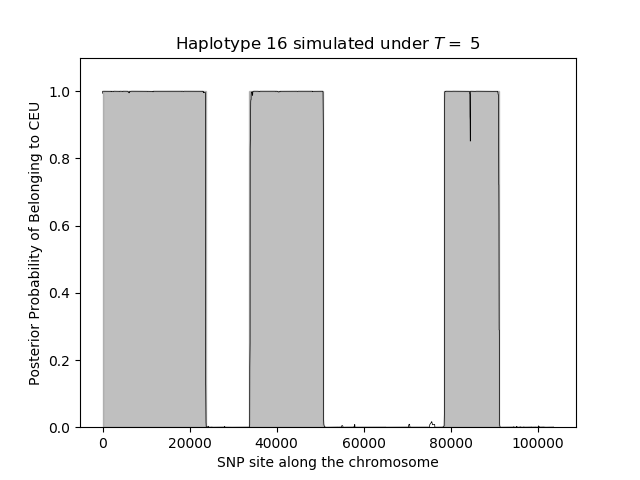 Haplotype 16 simulated under T = 5
Posterior Probability of Belonging to CEU
1.0
0.8
0.6
0.4
0.2
0.0
0 20000 40000 60000 80000 100000
SNP site along the chromosome